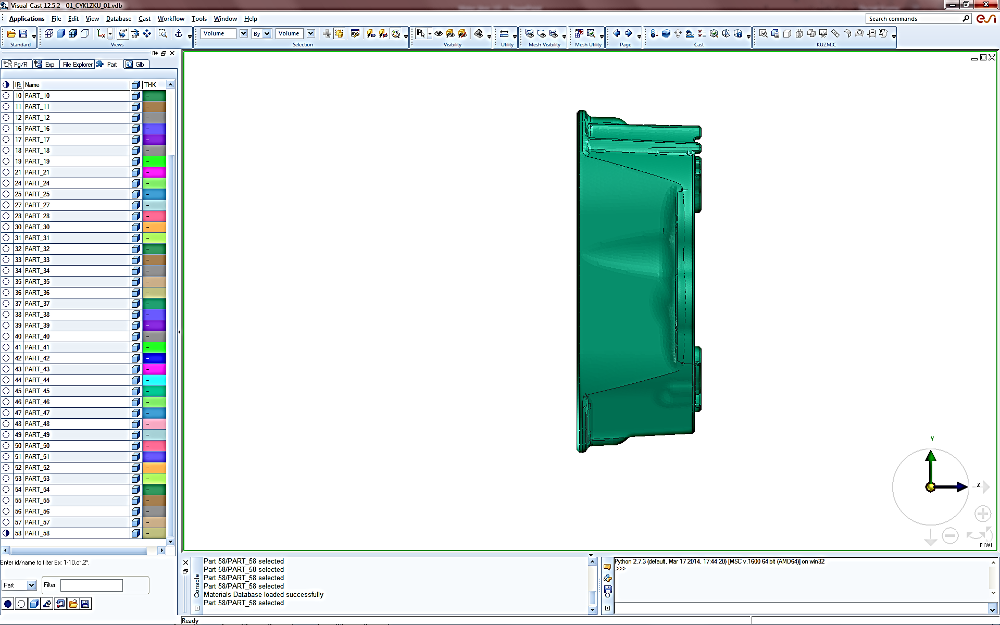 Visual-Cast 12.5.2 - 01_CYKLZKU_01.vdb
Applications File Edit View Database Cast Workflow Tools Window Help
Search commands
Volume By Volume
Standard Views Selection Visibility Utility Mesh Visibility Mesh Utility Page Cast KUZMIC
Pg/Fl Exp File Explorer Part Glb
ID Name THK
10 PART_10 -
11 PART_11 -
12 PART_12 -
16 PART_16 -
17 PART_17 -
18 PART_18 -
19 PART_19 -
21 PART_21 -
24 PART_24 -
25 PART_25 -
27 PART_27 -
28 PART_28 -
30 PART_30 -
31 PART_31 -
32 PART_32 -
33 PART_33 -
34 PART_34 -
35 PART_35 -
36 PART_36 -
37 PART_37 -
38 PART_38 -
39 PART_39 -
40 PART_40 -
41 PART_41 -
42 PART_42 -
43 PART_43 -
44 PART_44 -
45 PART_45 -
46 PART_46 -
47 PART_47 -
48 PART_48 -
49 PART_49 -
50 PART_50 -
51 PART_51 -
52 PART_52 -
53 PART_53 -
54 PART_54 -
55 PART_55 -
56 PART_56 -
57 PART_57 -
58 PART_58 -
Enter id/name to filter Ex: 1-10,c*,2*.
Part Filter:
Y
Z
P1W1
Console
Part 58/PART_58 selected
Part 58/PART_58 selected
Part 58/PART_58 selected
Part 58/PART_58 selected
Materials Database loaded successfully
Part 58/PART_58 selected
Python 2.7.3 (default, Mar 17 2014, 17:44:20) [MSC v.1600 64 bit (AMD64)] on win32
>>>
Ready